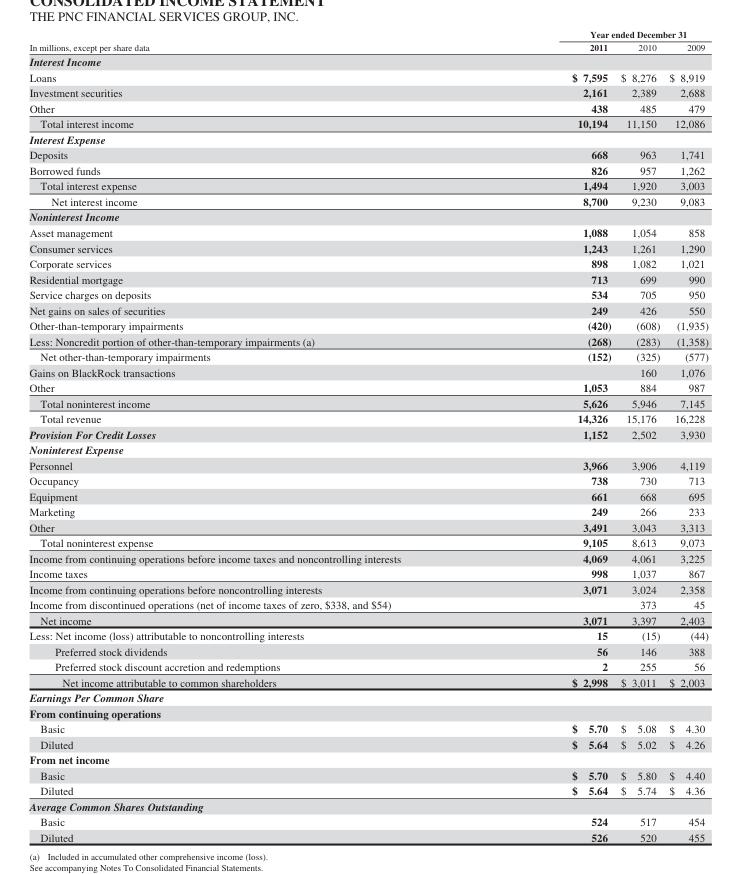 CONSOLIDATED INCOME STATEMENT
THE PNC FINANCIAL SERVICES GROUP, INC.
Year ended December 31
In millions, except per share data 2011 2010 2009
Interest Income
Loans $ 7,595 $ 8,276 $ 8,919
Investment securities 2,161 2,389 2,688
Other 438 485 479
Total interest income 10,194 11,150 12,086
Interest Expense
Deposits 668 963 1,741
Borrowed funds 826 957 1,262
Total interest expense 1,494 1,920 3,003
Net interest income 8,700 9,230 9,083
Noninterest Income
Asset management 1,088 1,054 858
Consumer services 1,243 1,261 1,290
Corporate services 898 1,082 1,021
Residential mortgage 713 699 990
Service charges on deposits 534 705 950
Net gains on sales of securities 249 426 550
Other-than-temporary impairments (420) (608) (1,935)
Less: Noncredit portion of other-than-temporary impairments (a) (268) (283) (1,358)
Net other-than-temporary impairments (152) (325) (577)
Gains on BlackRock transactions 160 1,076
Other 1,053 884 987
Total noninterest income 5,626 5,946 7,145
Total revenue 14,326 15,176 16,228
Provision For Credit Losses 1,152 2,502 3,930
Noninterest Expense
Personnel 3,966 3,906 4,119
Occupancy 738 730 713
Equipment 661 668 695
Marketing 249 266 233
Other 3,491 3,043 3,313
Total noninterest expense 9,105 8,613 9,073
Income from continuing operations before income taxes and noncontrolling interests 4,069 4,061 3,225
Income taxes 998 1,037 867
Income from continuing operations before noncontrolling interests 3,071 3,024 2,358
Income from discontinued operations (net of income taxes of zero, $338, and $54) 373 45
Net income 3,071 3,397 2,403
Less: Net income (loss) attributable to noncontrolling interests 15 (15) (44)
Preferred stock dividends 56 146 388
Preferred stock discount accretion and redemptions 2 255 56
Net income attributable to common shareholders $ 2,998 $ 3,011 $ 2,003
Earnings Per Common Share
From continuing operations
Basic $ 5.70 $ 5.08 $ 4.30
Diluted $ 5.64 $ 5.02 $ 4.26
From net income
Basic $ 5.70 $ 5.80 $ 4.40
Diluted $ 5.64 $ 5.74 $ 4.36
Average Common Shares Outstanding
Basic 524 517 454
Diluted 526 520 455
(a) Included in accumulated other comprehensive income (loss).
See accompanying Notes To Consolidated Financial Statements.